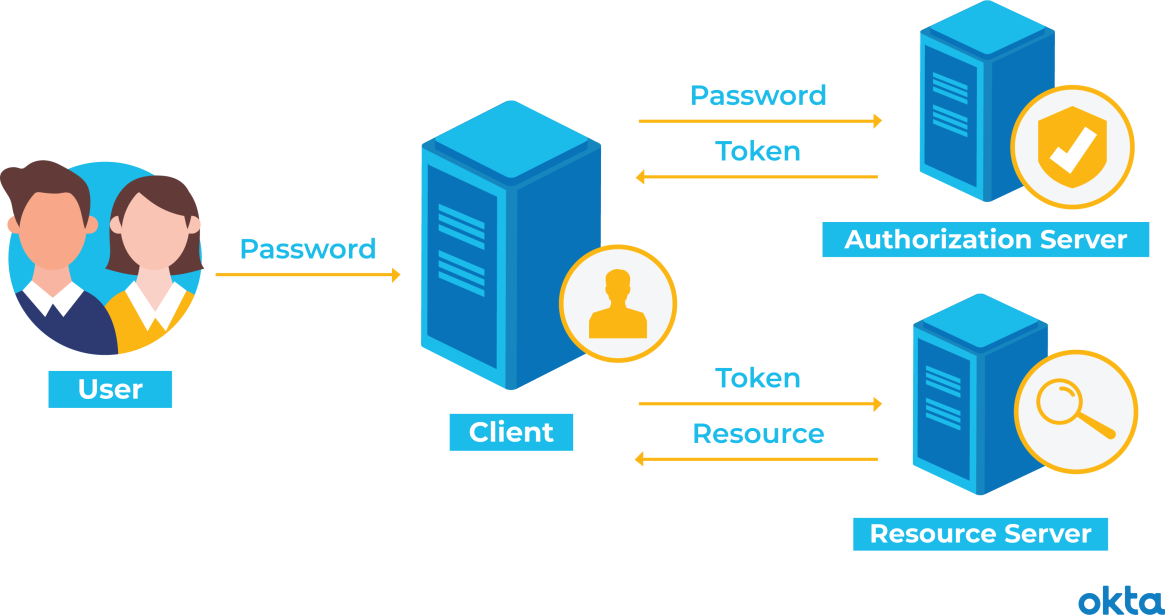 Password
User
Client
Password
Token
Authorization Server
Token
Resource
Resource Server
okta